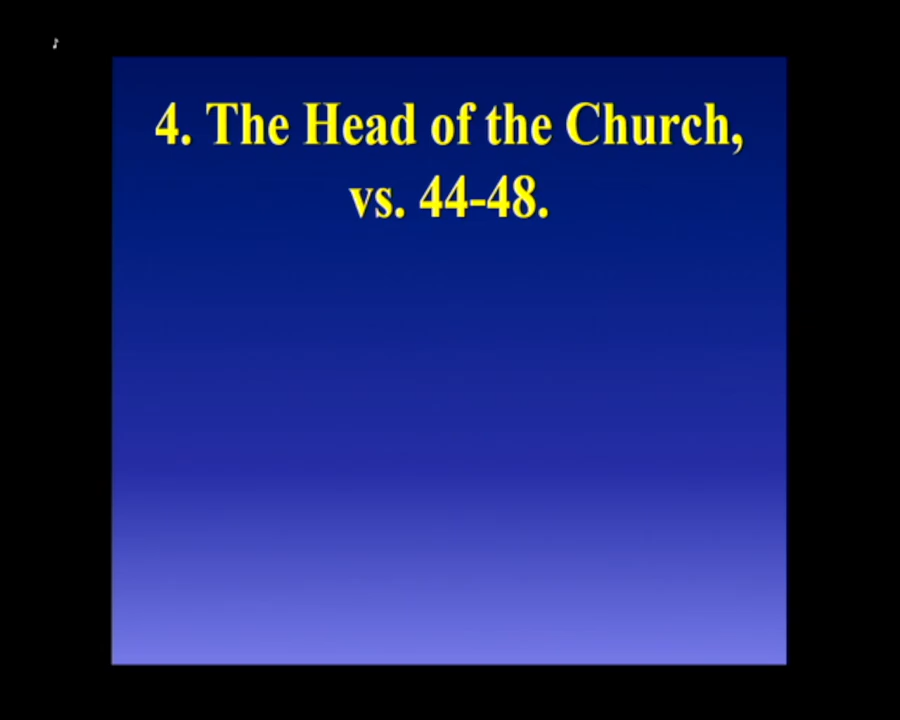 ♪
4. The Head of the Church,
vs. 44-48.